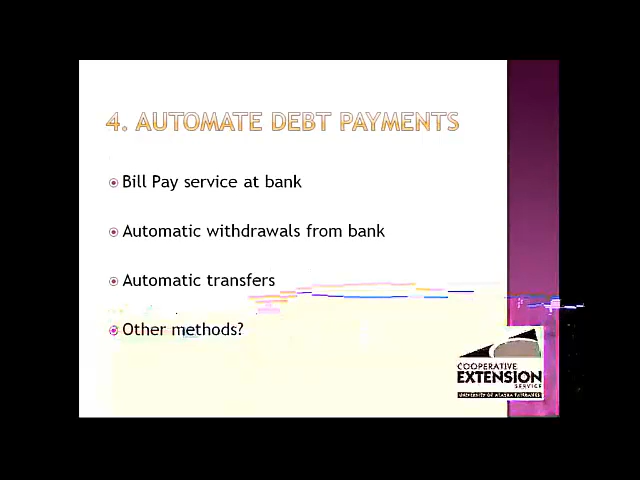 4. AUTOMATE DEBT PAYMENTS
Bill Pay service at bank
Automatic withdrawals from bank
Automatic transfers
Other methods?
COOPERATIVE
EXTENSION
SERVICE
UNIVERSITY OF ALASKA FAIRBANKS